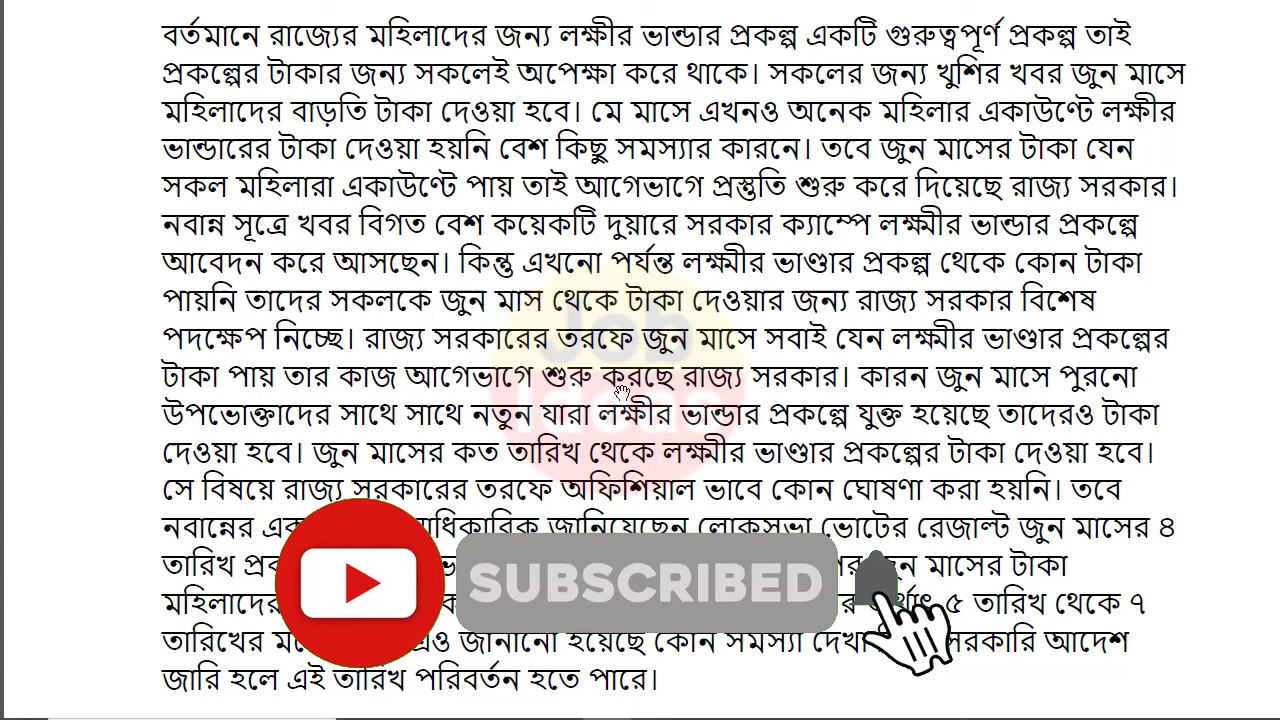 বর্তমানে রাজ্যের মহিলাদের জন্য লক্ষীর ভান্ডার প্রকল্প একটি গুরুত্বপূর্ণ প্রকল্প তাই
প্রকল্পের টাকার জন্য সকলেই অপেক্ষা করে থাকে। সকলের জন্য খুশির খবর জুন মাসে
মহিলাদের বাড়তি টাকা দেওয়া হবে। মে মাসে এখনও অনেক মহিলার একাউণ্টে লক্ষীর
ভান্ডারের টাকা দেওয়া হয়নি বেশ কিছু সমস্যার কারনে। তবে জুন মাসের টাকা যেন
সকল মহিলারা একাউণ্টে পায় তাই আগেভাগে প্রস্তুতি শুরু করে দিয়েছে রাজ্য সরকার।
নবান্ন সূত্রে খবর বিগত বেশ কয়েকটি দুয়ারে সরকার ক্যাম্পে লক্ষ্মীর ভান্ডার প্রকল্পে
আবেদন করে আসছেন। কিন্তু এখনো পর্যন্ত লক্ষ্মীর ভাণ্ডার প্রকল্প থেকে কোন টাকা
পায়নি তাদের সকলকে জুন মাস থেকে টাকা দেওয়ার জন্য রাজ্য সরকার বিশেষ
পদক্ষেপ নিচ্ছে। রাজ্য সরকারের তরফে জুন মাসে সবাই যেন লক্ষ্মীর ভাণ্ডার প্রকল্পের
টাকা পায় তার কাজ আগেভাগে শুরু করছে রাজ্য সরকার। কারন জুন মাসে পুরনো
উপভোক্তাদের সাথে সাথে নতুন যারা লক্ষীর ভান্ডার প্রকল্পে যুক্ত হয়েছে তাদেরও টাকা
দেওয়া হবে। জুন মাসের কত তারিখ থেকে লক্ষ্মীর ভাণ্ডার প্রকল্পের টাকা দেওয়া হবে।
সে বিষয়ে রাজ্য সরকারের তরফে অফিশিয়াল ভাবে কোন ঘোষণা করা হয়নি। তবে
নবান্নের জানিয়েছেন লোকসভা ভোটের রেজাল্ট জুন মাসের ৪
তারিখ জুন মাসের টাকা
মহিলাদের ৫ তারিখ থেকে ৭
তারিখের জানানো হয়েছে কোন সমস্যা সরকারি আদেশ
জারি হলে এই তারিখ পরিবর্তন হতে পারে।
Job
Ideas
SUBSCRIBED